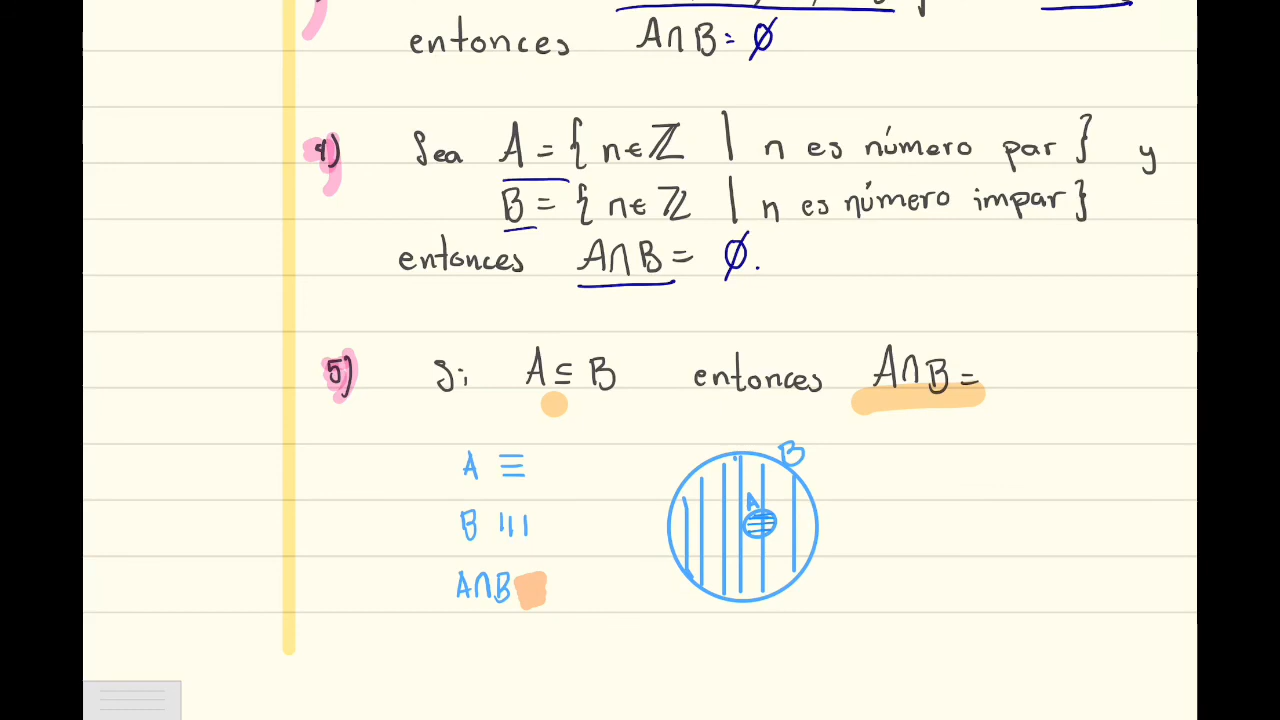 entonces A∩B = ∅
4) Sea A = { n ∈ ℤ | n es número par } y
B = { n ∈ ℤ | n es número impar }
entonces A∩B = ∅.
5) Si A ⊆ B entonces A∩B =
A ≡
B |||
A∩B
B
A